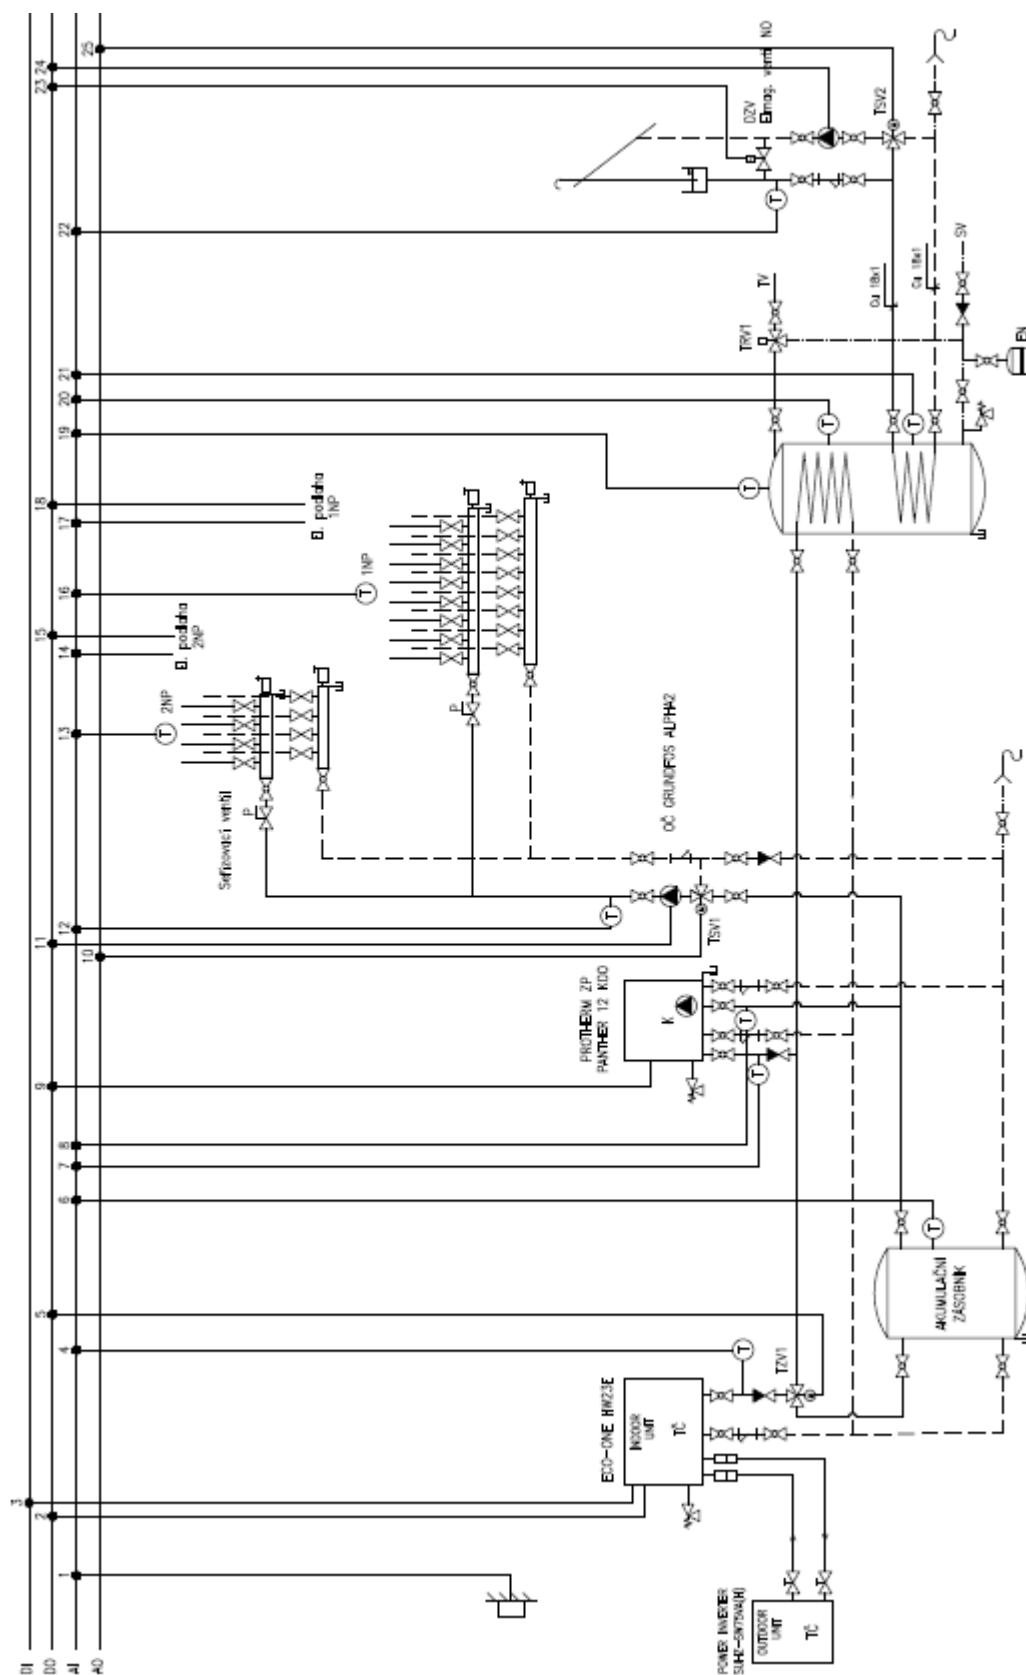 DI
DO
AI
AO
1
2
3
4
5
6
7
8
9
10
11
12
13
14
15
16
17
18
19
20
21
22
23
24
25
POWER INVERTER
OUTDOOR
UNIT
TČ
ECO-ONE HW23E
INDOOR
UNIT
TČ
T
TZV1
AKUMULAČNÍ
ZÁSOBNÍK
T
PROTHERM ZP
PANTHER 12 KOO
K
T
T
T
TSV1
OČ GRUNDFOS ALPHA2
Seřizovací ventil
P
T
2NP
El. podlaha
2NP
P
T
1NP
El. podlaha
1NP
T
T
T
TRV1
TV
SV
EN
Cu 18x1
Cu 18x1
T
DZV
Elmag. ventil NO
TSV2